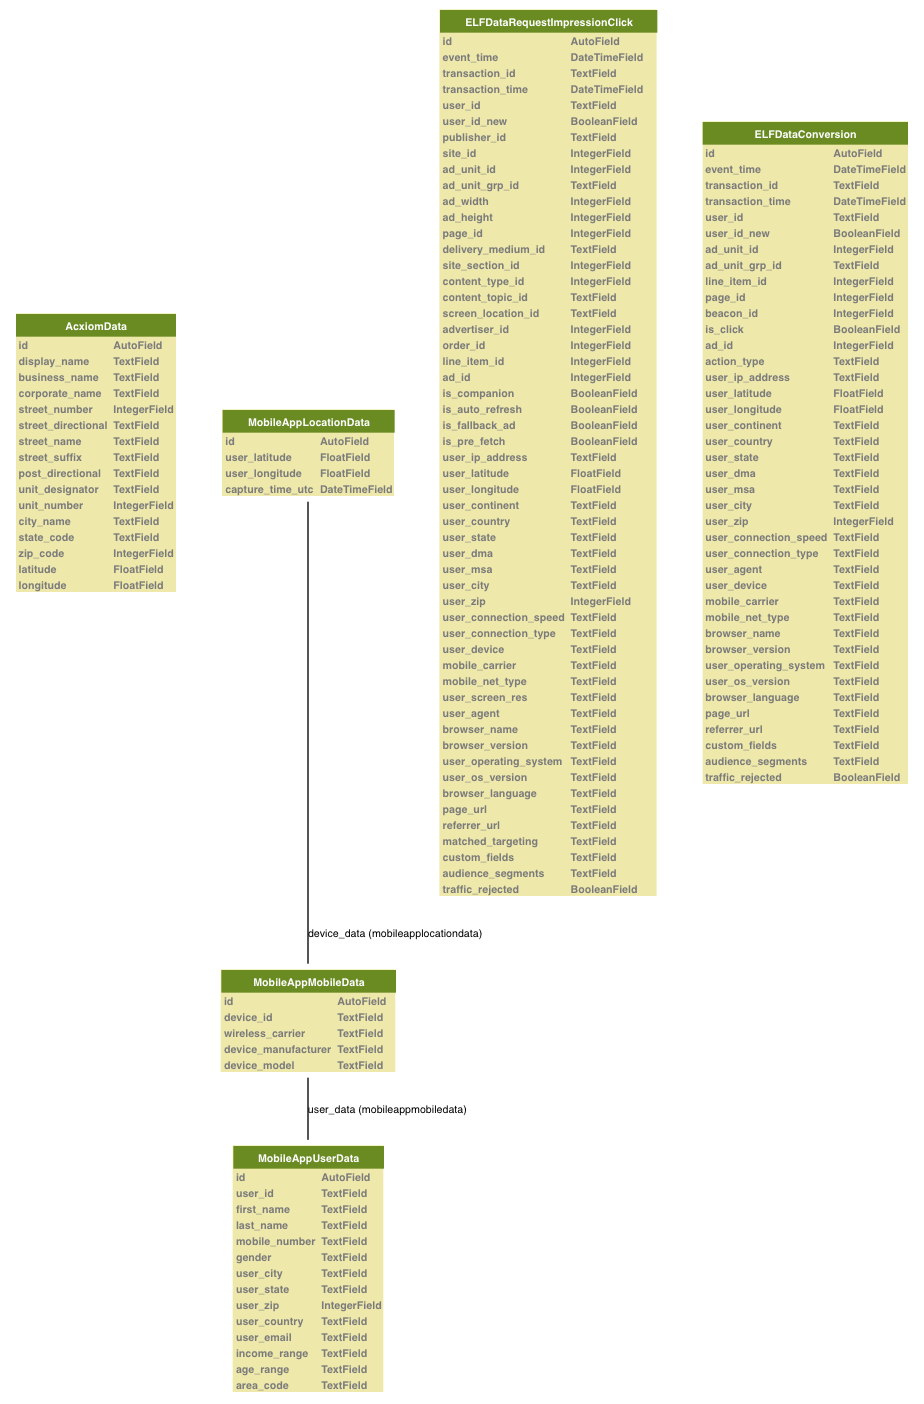 ELFDataRequestImpressionClick
id AutoField
event_time DateTimeField
transaction_id TextField
transaction_time DateTimeField
user_id TextField
user_id_new BooleanField
publisher_id TextField
site_id IntegerField
ad_unit_id IntegerField
ad_unit_grp_id TextField
ad_width IntegerField
ad_height IntegerField
page_id IntegerField
delivery_medium_id TextField
site_section_id IntegerField
content_type_id IntegerField
content_topic_id TextField
screen_location_id TextField
advertiser_id IntegerField
order_id IntegerField
line_item_id IntegerField
ad_id IntegerField
is_companion BooleanField
is_auto_refresh BooleanField
is_fallback_ad BooleanField
is_pre_fetch BooleanField
user_ip_address TextField
user_latitude FloatField
user_longitude FloatField
user_continent TextField
user_country TextField
user_state TextField
user_dma TextField
user_msa TextField
user_city TextField
user_zip IntegerField
user_connection_speed TextField
user_connection_type TextField
user_device TextField
mobile_carrier TextField
mobile_net_type TextField
user_screen_res TextField
user_agent TextField
browser_name TextField
browser_version TextField
user_operating_system TextField
user_os_version TextField
browser_language TextField
page_url TextField
referrer_url TextField
matched_targeting TextField
custom_fields TextField
audience_segments TextField
traffic_rejected BooleanField
ELFDataConversion
id AutoField
event_time DateTimeField
transaction_id TextField
transaction_time DateTimeField
user_id TextField
user_id_new BooleanField
ad_unit_id IntegerField
ad_unit_grp_id TextField
line_item_id IntegerField
page_id IntegerField
beacon_id IntegerField
is_click BooleanField
ad_id IntegerField
action_type TextField
user_ip_address TextField
user_latitude FloatField
user_longitude FloatField
user_continent TextField
user_country TextField
user_state TextField
user_dma TextField
user_msa TextField
user_city TextField
user_zip IntegerField
user_connection_speed TextField
user_connection_type TextField
user_agent TextField
user_device TextField
mobile_carrier TextField
mobile_net_type TextField
browser_name TextField
browser_version TextField
user_operating_system TextField
user_os_version TextField
browser_language TextField
page_url TextField
referrer_url TextField
custom_fields TextField
audience_segments TextField
traffic_rejected BooleanField
AcxiomData
id AutoField
display_name TextField
business_name TextField
corporate_name TextField
street_number IntegerField
street_directional TextField
street_name TextField
street_suffix TextField
post_directional TextField
unit_designator TextField
unit_number IntegerField
city_name TextField
state_code TextField
zip_code IntegerField
latitude FloatField
longitude FloatField
MobileAppLocationData
id AutoField
user_latitude FloatField
user_longitude FloatField
capture_time_utc DateTimeField
device_data (mobileapplocationdata)
MobileAppMobileData
id AutoField
device_id TextField
wireless_carrier TextField
device_manufacturer TextField
device_model TextField
user_data (mobileappmobiledata)
MobileAppUserData
id AutoField
user_id TextField
first_name TextField
last_name TextField
mobile_number TextField
gender TextField
user_city TextField
user_state TextField
user_zip IntegerField
user_country TextField
user_email TextField
income_range TextField
age_range TextField
area_code TextField